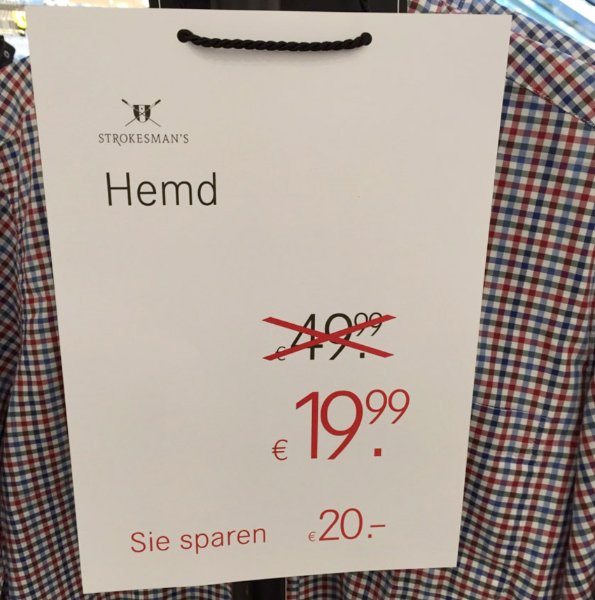 STROKESMAN'S
Hemd
€49.99
€19.99
Sie sparen €20.–